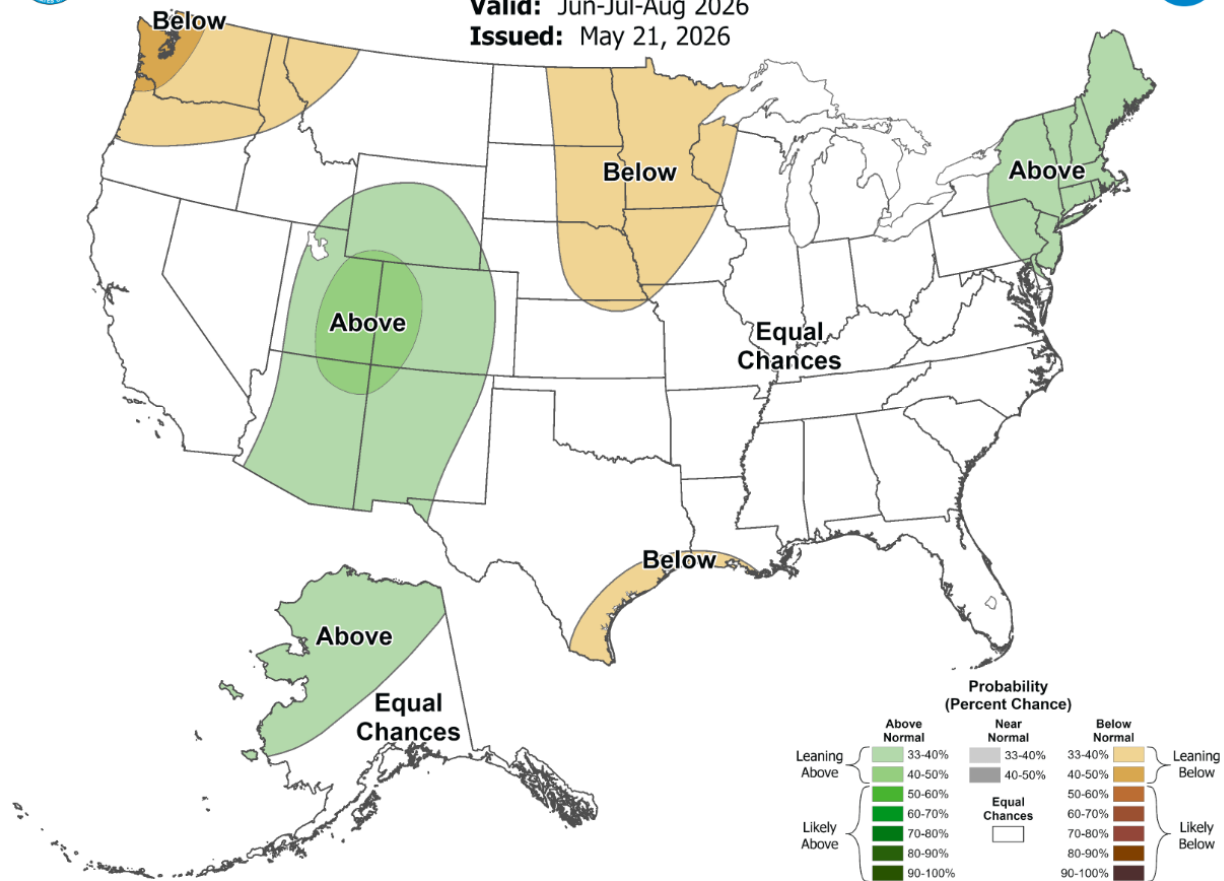 Valid: Jun-Jul-Aug 2026
Issued: May 21, 2026
Below
Below
Above
Above
Equal
Chances
Below
Above
Equal
Chances
Probability
(Percent Chance)
Above
Normal
Near
Normal
Below
Normal
Leaning
Above
33-40%
40-50%
33-40%
40-50%
33-40%
40-50%
Leaning
Below
Equal
Chances
Likely
Above
50-60%
60-70%
70-80%
80-90%
90-100%
50-60%
60-70%
70-80%
80-90%
90-100%
Likely
Below